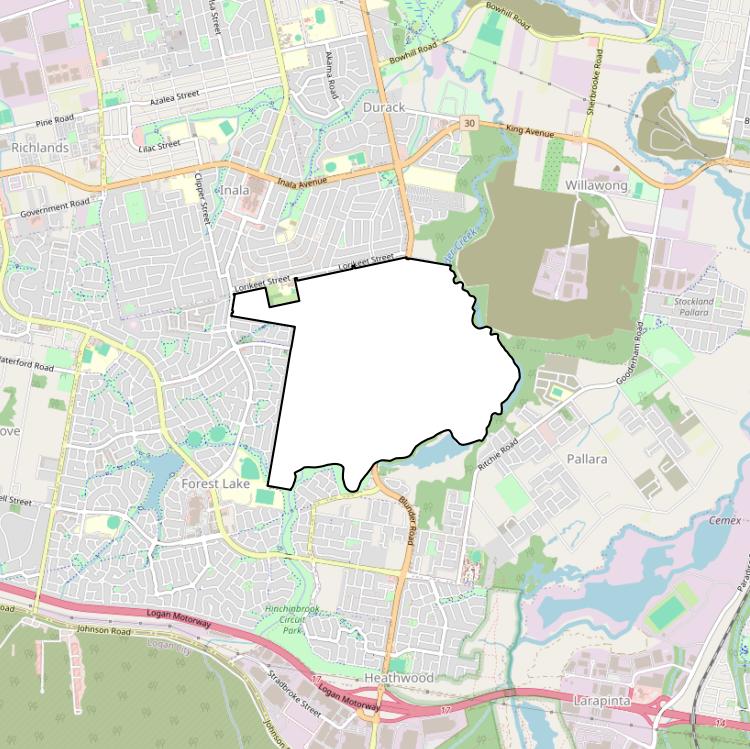 Bowhill Road
Bowhill Road
Akama Road
Sherbrooke Road
Azalea Street
Durack
Pine Road
30
King Avenue
Lilac Street
Richlands
Inala Avenue
Willawong
Clipper Street
Inala
Government Road
Lorikeet Street
Lorikeet Street
Stockland
Pallara
Gooderham Road
Ritchie Road
Pallara
Forest Lake
Blunder Road
Cemex
Hinchinbrook
Circuit
Park
Logan Motorway
Johnson Road
Logan City
Heathwood
17
Stradbroke Street
Logan Motorway
17
Larapinta
14